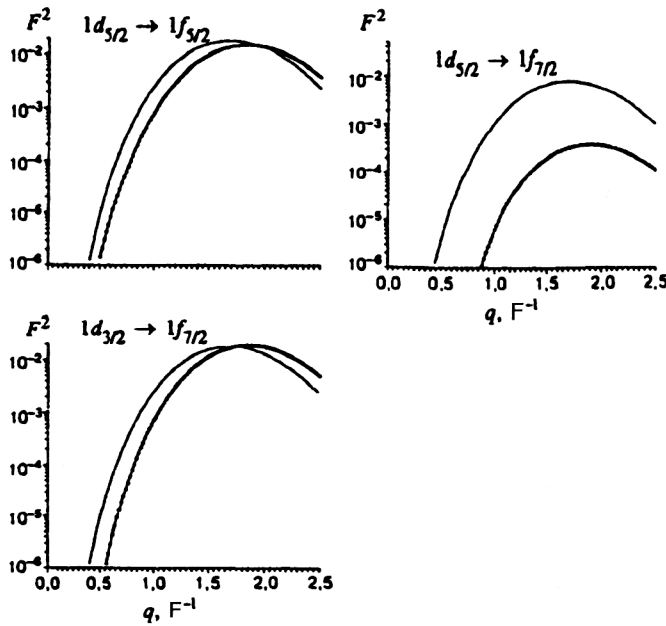 F² 1d₅/₂ → 1f₅/₂
10⁻²
10⁻³
10⁻⁴
10⁻⁶
10⁻⁶
F² 1d₅/₂ → 1f₇/₂
10⁻²
10⁻³
10⁻⁴
10⁻⁵
10⁻⁶
0,0 0,5 1,0 1,5 2,0 2,5
q, F⁻¹
F² 1d₃/₂ → 1f₇/₂
10⁻²
10⁻³
10⁻⁴
10⁻⁵
10⁻⁶
0,0 0,5 1,0 1,5 2,0 2,5
q, F⁻¹